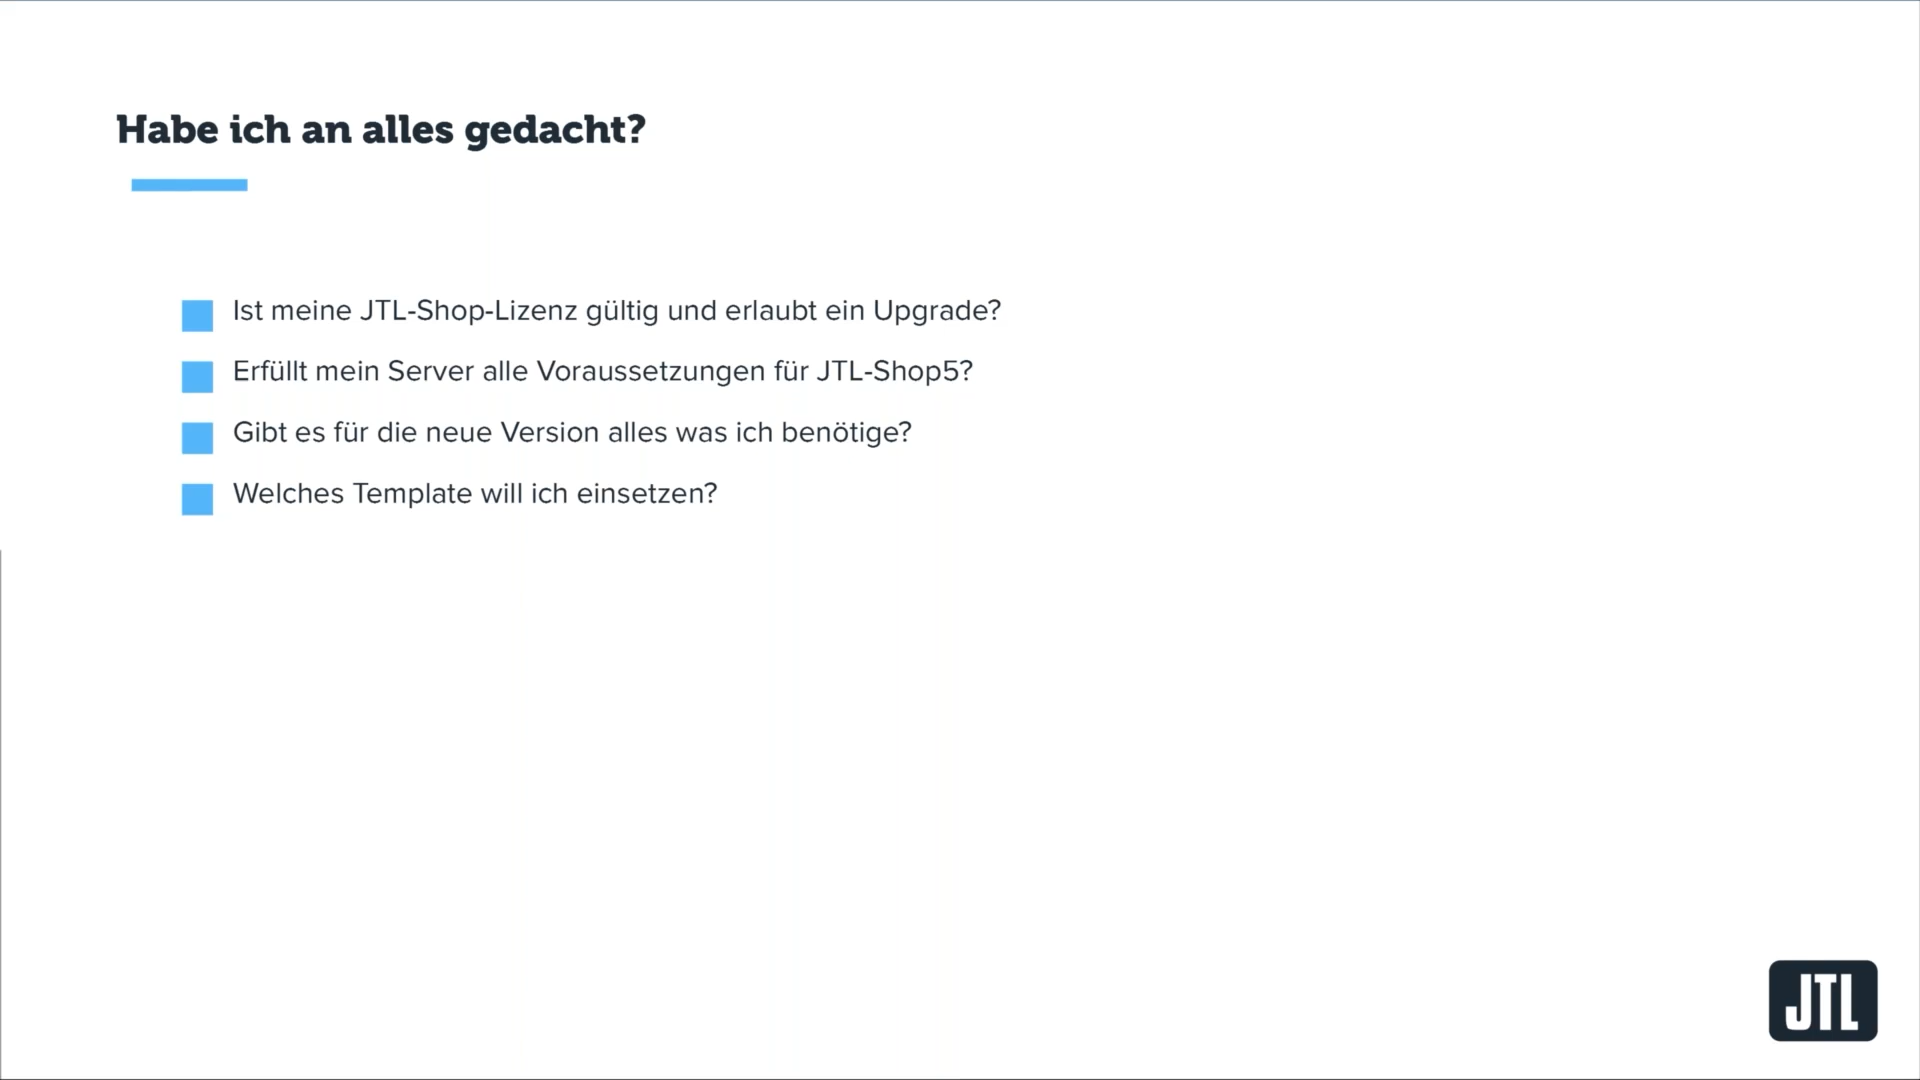 Habe ich an alles gedacht?
Ist meine JTL-Shop-Lizenz gültig und erlaubt ein Upgrade?
Erfüllt mein Server alle Voraussetzungen für JTL-Shop5?
Gibt es für die neue Version alles was ich benötige?
Welches Template will ich einsetzen?
JTL